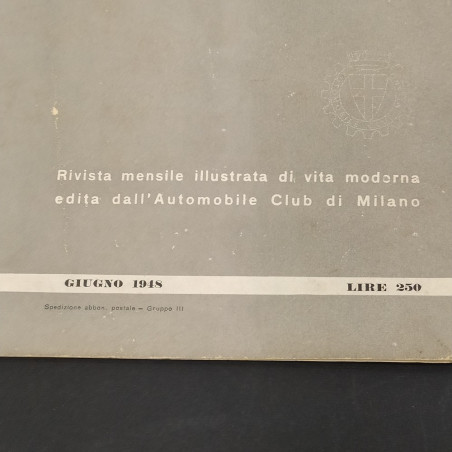 Rivista mensile illustrata di vita moderna
edita dall'Automobile Club di Milano
GIUGNO 1948 LIRE 250
Spedizione abbon. postale — Gruppo III